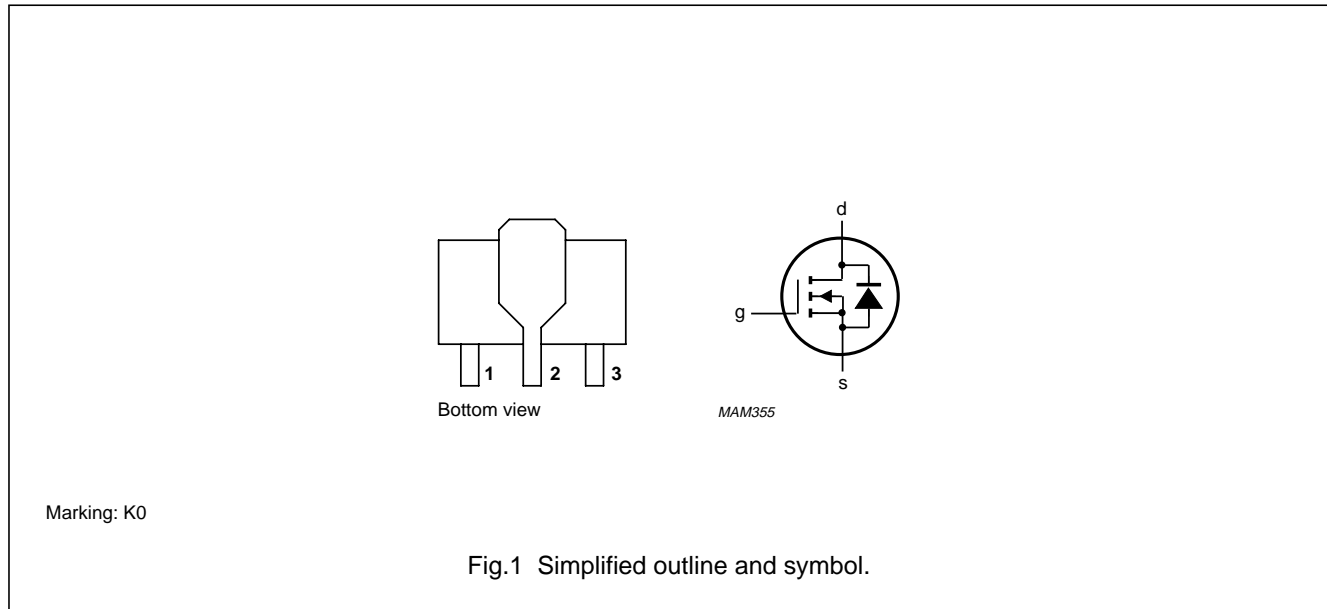 d
g
s
1 2 3
Bottom view
MAM355
Marking: K0
Fig.1 Simplified outline and symbol.